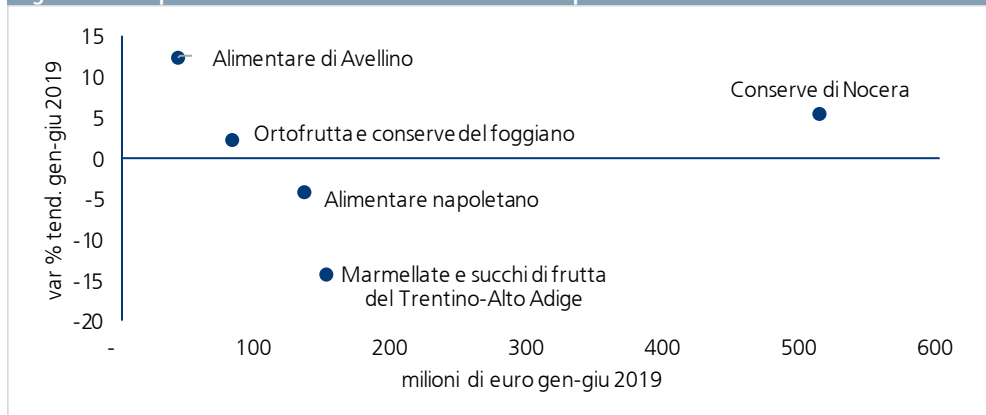 15
10
5
0
-5
-10
-15
-20
var % tend. gen-giu 2019
Alimentare di Avellino
Conserve di Nocera
Ortofrutta e conserve del foggiano
Alimentare napoletano
Marmellate e succhi di frutta
del Trentino-Alto Adige
- 100 200 300 400 500 600
milioni di euro gen-giu 2019